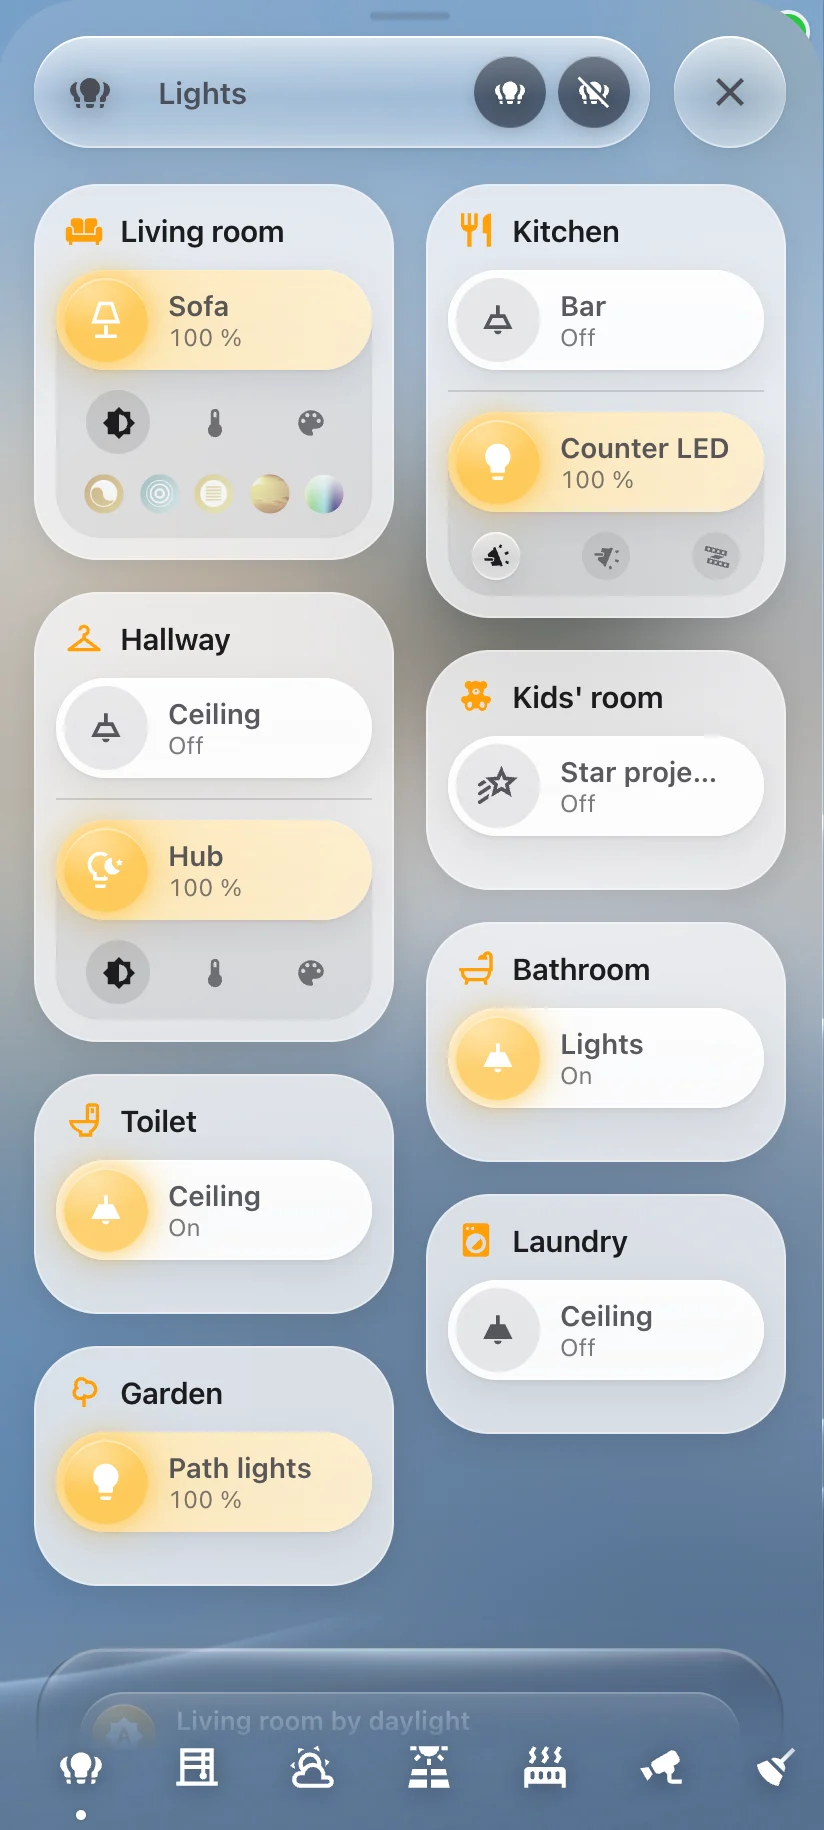 Lights
Living room
Sofa
100 %
Hallway
Ceiling
Off
Hub
100 %
Toilet
Ceiling
On
Garden
Path lights
100 %
Kitchen
Bar
Off
Counter LED
100 %
Kids' room
Star proje...
Off
Bathroom
Lights
On
Laundry
Ceiling
Off
Living room by daylight